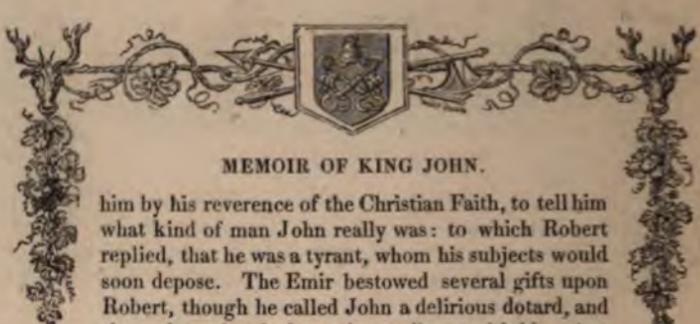 MEMOIR OF KING JOHN.
him by his reverence of the Christian Faith, to tell him
what kind of man John really was: to which Robert
replied, that he was a tyrant, whom his subjects would
soon depose. The Emir bestowed several gifts upon
Robert, though he called John a delirious dotard, and